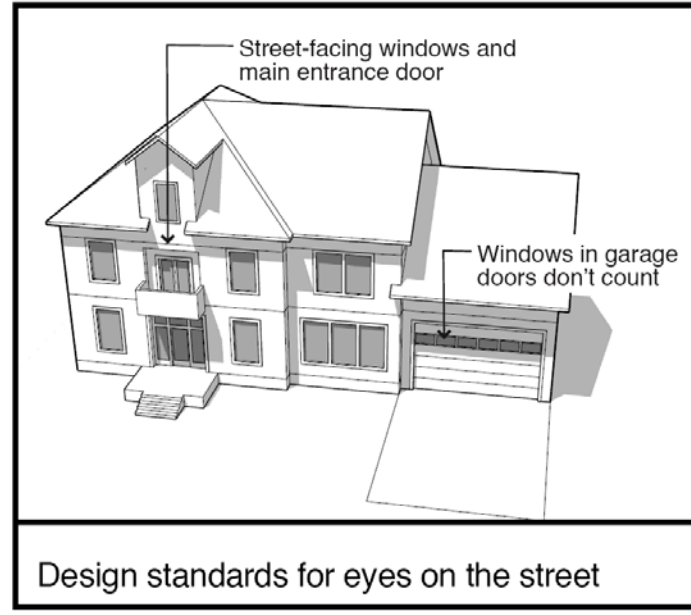 Street-facing windows and
main entrance door
Windows in garage
doors don't count
Design standards for eyes on the street